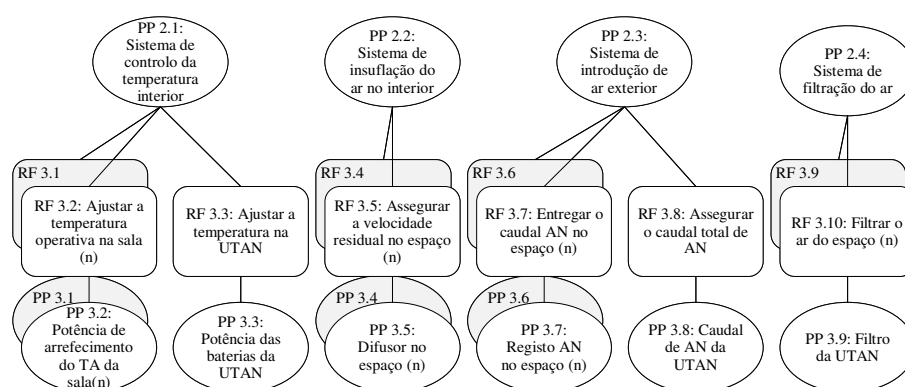 PP 2.1:
Sistema de
controlo da
temperatura
interior
PP 2.2:
Sistema de
insuflação do
ar no interior
PP 2.3:
Sistema de
introdução de
ar exterior
PP 2.4:
Sistema de
filtração do ar
RF 3.1
RF 3.2: Ajustar a
temperatura
operativa na sala
(n)
RF 3.3: Ajustar a
temperatura na
UTAN
RF 3.4
RF 3.5: Assegurar
a velocidade
residual no espaço
(n)
RF 3.6
RF 3.7: Entregar o
caudal AN no
espaço (n)
RF 3.8: Assegurar
o caudal total de
AN
RF 3.9
RF 3.10: Filtrar o
ar do espaço (n)
PP 3.1
PP 3.2:
Potência de
arrefecimento
do TA da
sala(n)
PP 3.3:
Potência das
baterias da
UTAN
PP 3.4
PP 3.5:
Difusor no
espaço (n)
PP 3.6
PP 3.7:
Registo AN
no espaço (n)
PP 3.8: Caudal
de AN da
UTAN
PP 3.9: Filtro
da UTAN